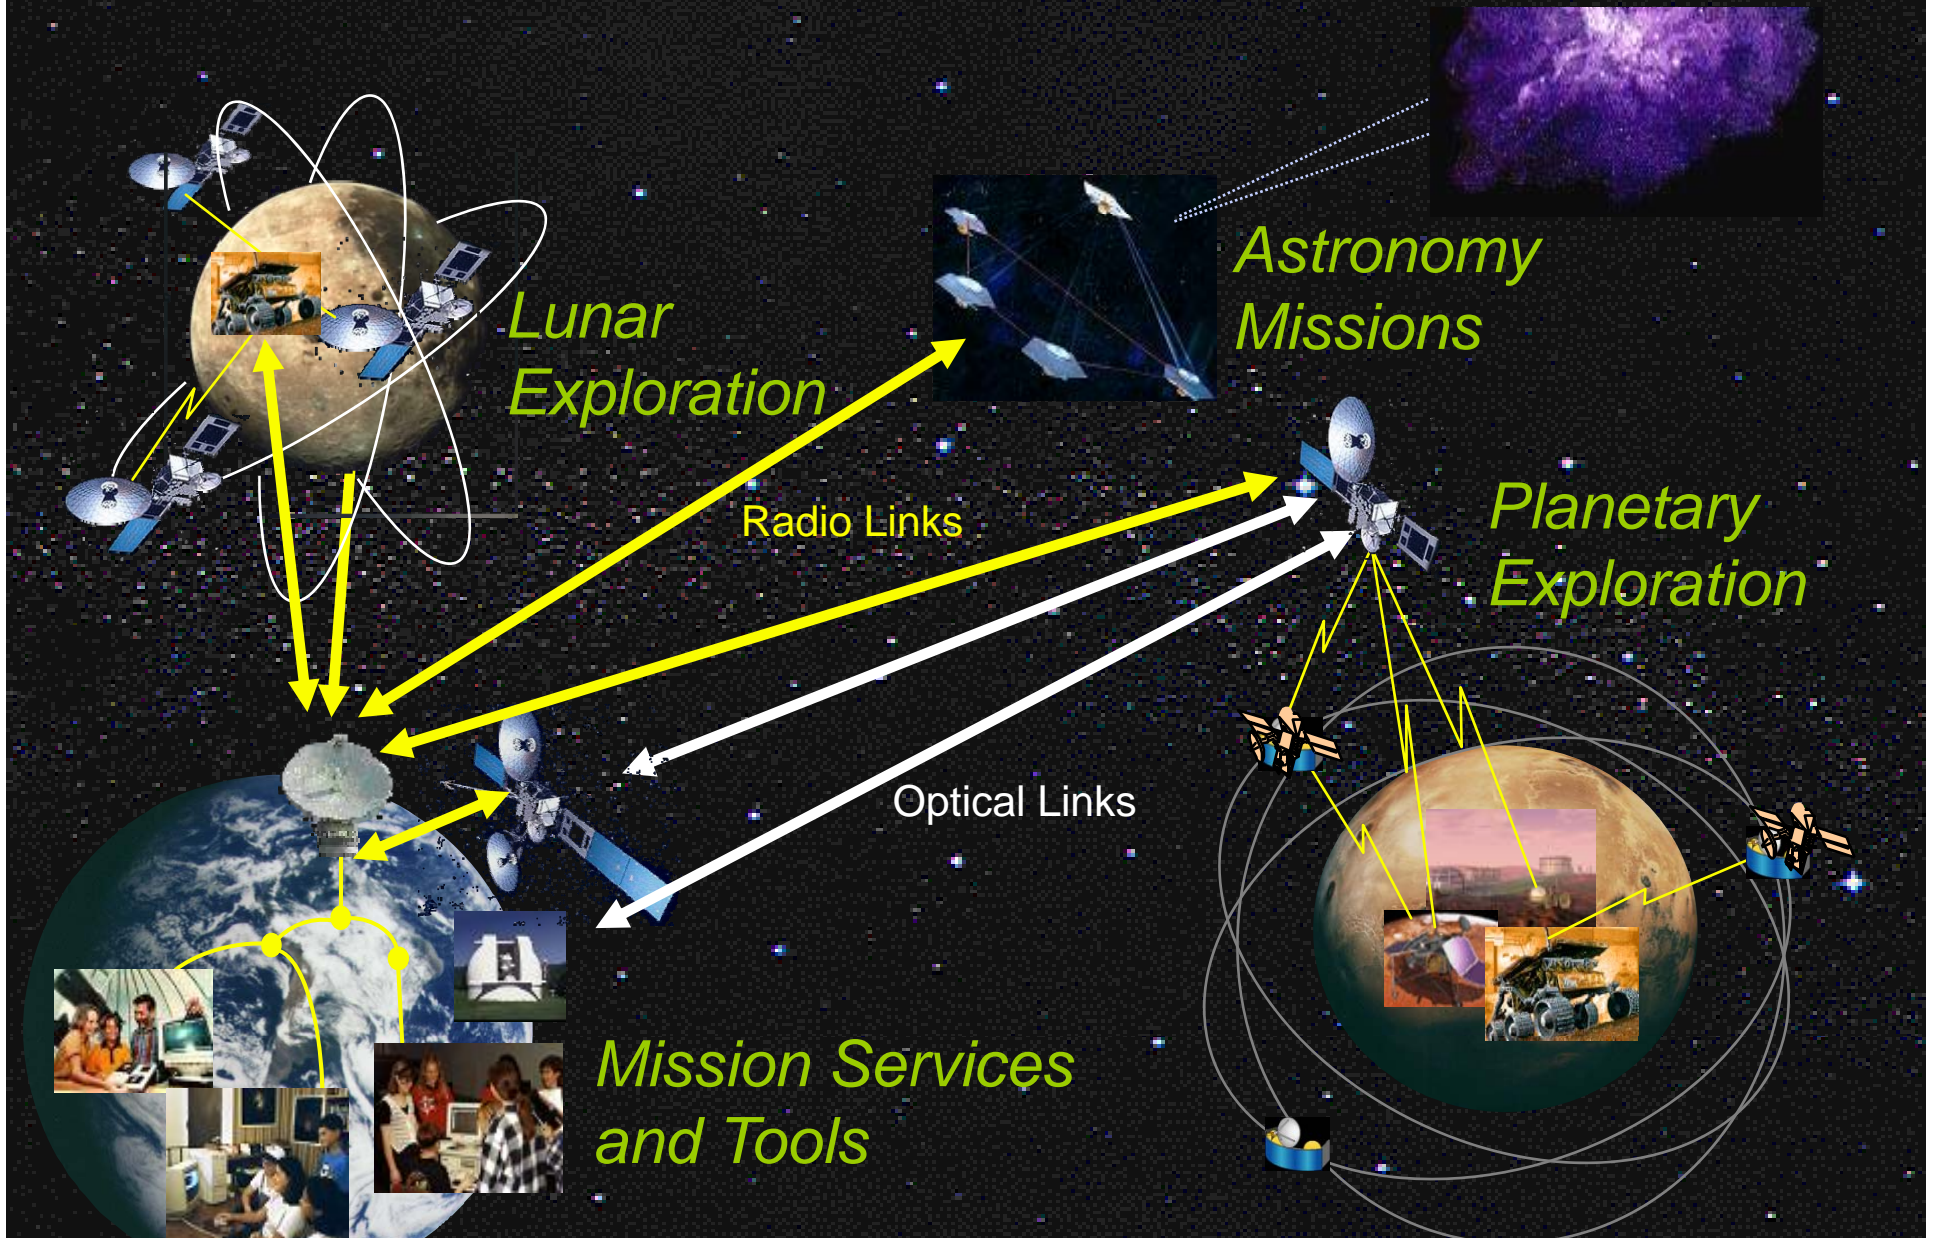 Astronomy
Missions
Lunar
Exploration
Radio Links
Planetary
Exploration
Optical Links
Mission Services
and Tools